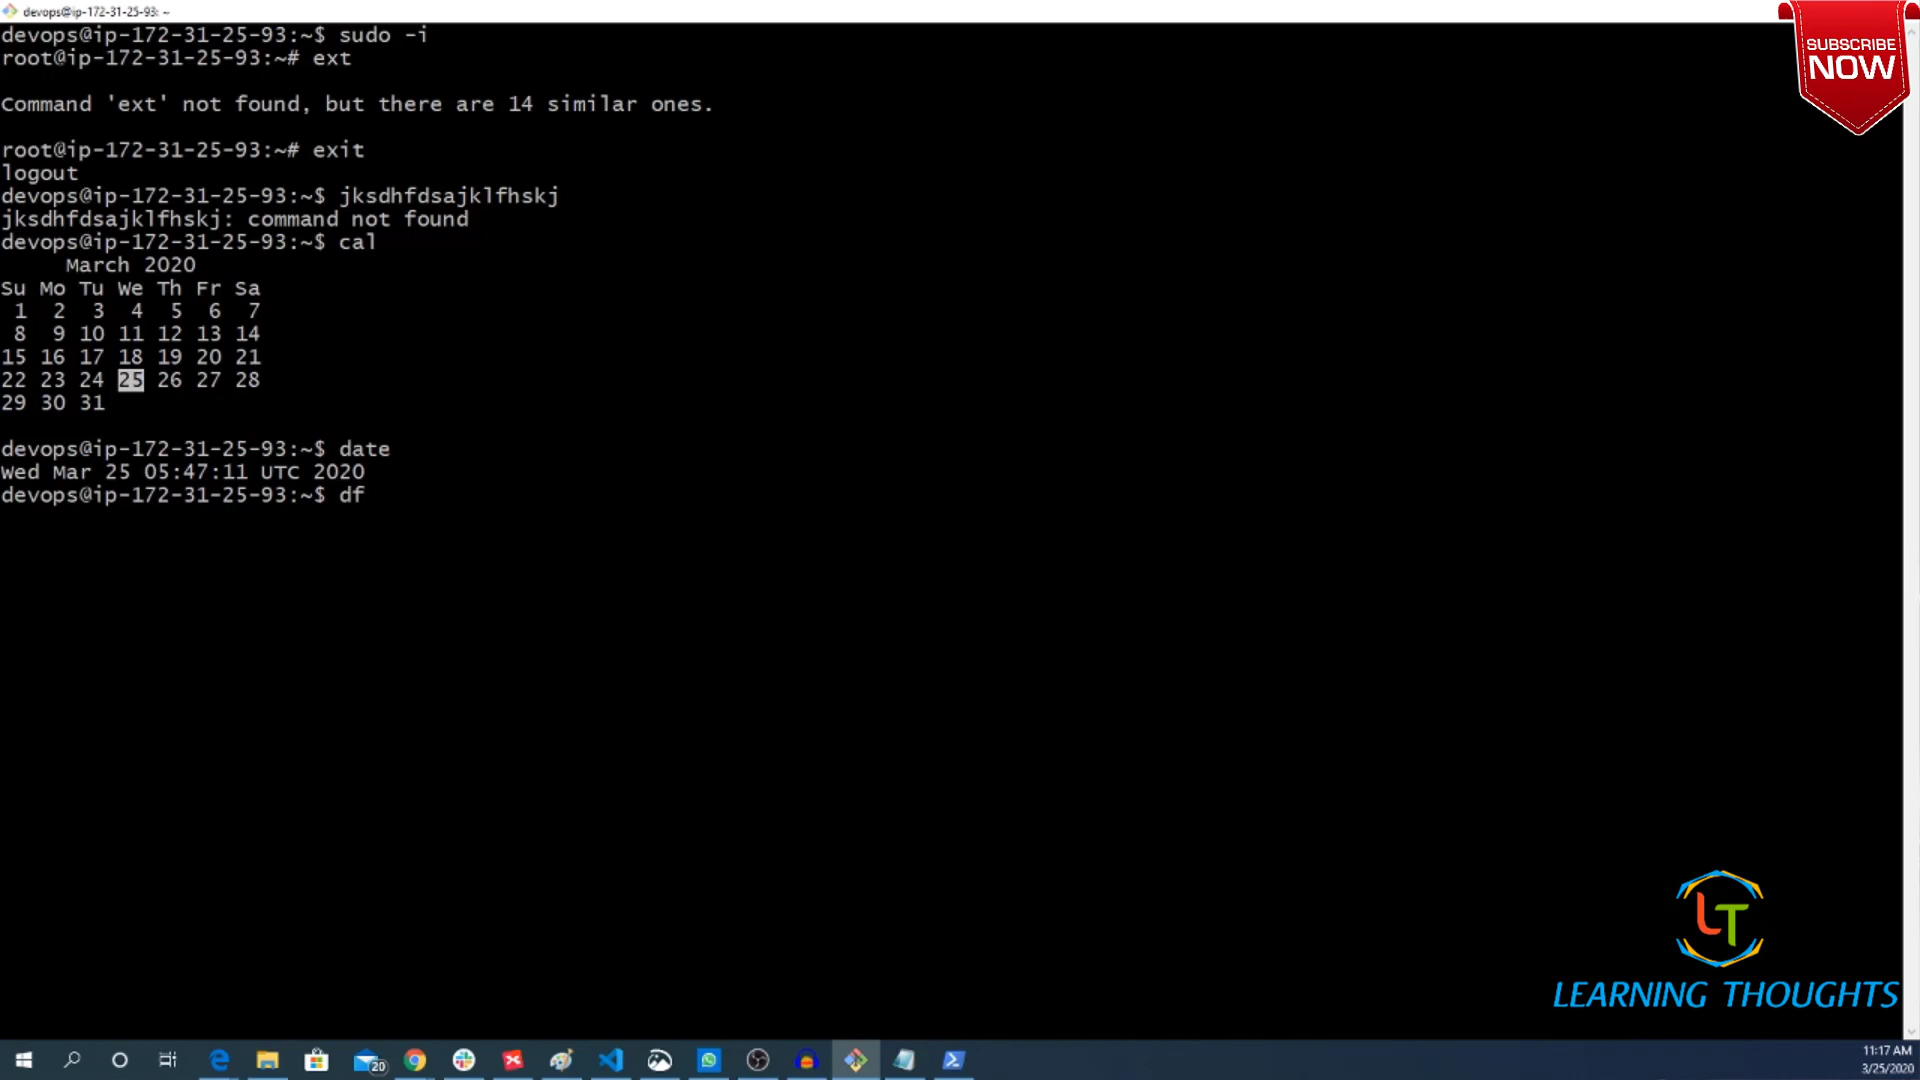 devops@ip-172-31-25-93: ~
devops@ip-172-31-25-93:~$ sudo -i
root@ip-172-31-25-93:~# ext
Command 'ext' not found, but there are 14 similar ones.
root@ip-172-31-25-93:~# exit
logout
devops@ip-172-31-25-93:~$ jksdhfdsajklfhskj
jksdhfdsajklfhskj: command not found
devops@ip-172-31-25-93:~$ cal
March 2020
Su Mo Tu We Th Fr Sa
1 2 3 4 5 6 7
8 9 10 11 12 13 14
15 16 17 18 19 20 21
22 23 24 25 26 27 28
29 30 31
devops@ip-172-31-25-93:~$ date
Wed Mar 25 05:47:11 UTC 2020
devops@ip-172-31-25-93:~$ df
SUBSCRIBE
NOW
LT
LEARNING THOUGHTS
20
11:17 AM
3/25/2020